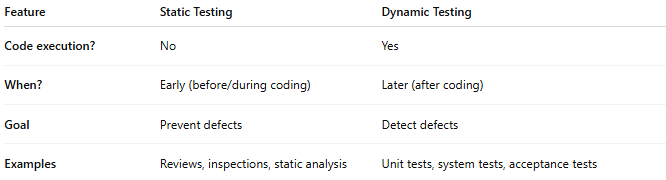 Feature Static Testing Dynamic Testing
Code execution? No Yes
When? Early (before/during coding) Later (after coding)
Goal Prevent defects Detect defects
Examples Reviews, inspections, static analysis Unit tests, system tests, acceptance tests